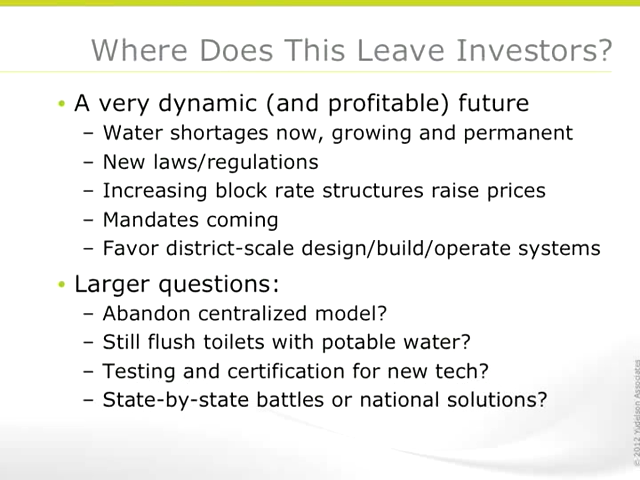 Where Does This Leave Investors?
• A very dynamic (and profitable) future
– Water shortages now, growing and permanent
– New laws/regulations
– Increasing block rate structures raise prices
– Mandates coming
– Favor district-scale design/build/operate systems
• Larger questions:
– Abandon centralized model?
– Still flush toilets with potable water?
– Testing and certification for new tech?
– State-by-state battles or national solutions?
© 2012 Yudelson Associates